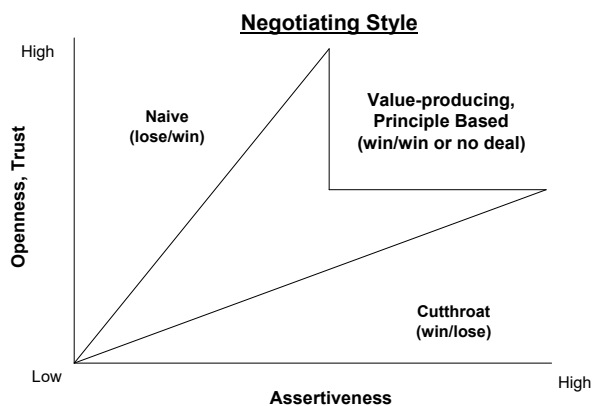 Negotiating Style
High
Naive
(lose/win)
Value-producing,
Principle Based
(win/win or no deal)
Openness, Trust
Cutthroat
(win/lose)
Low
High
Assertiveness